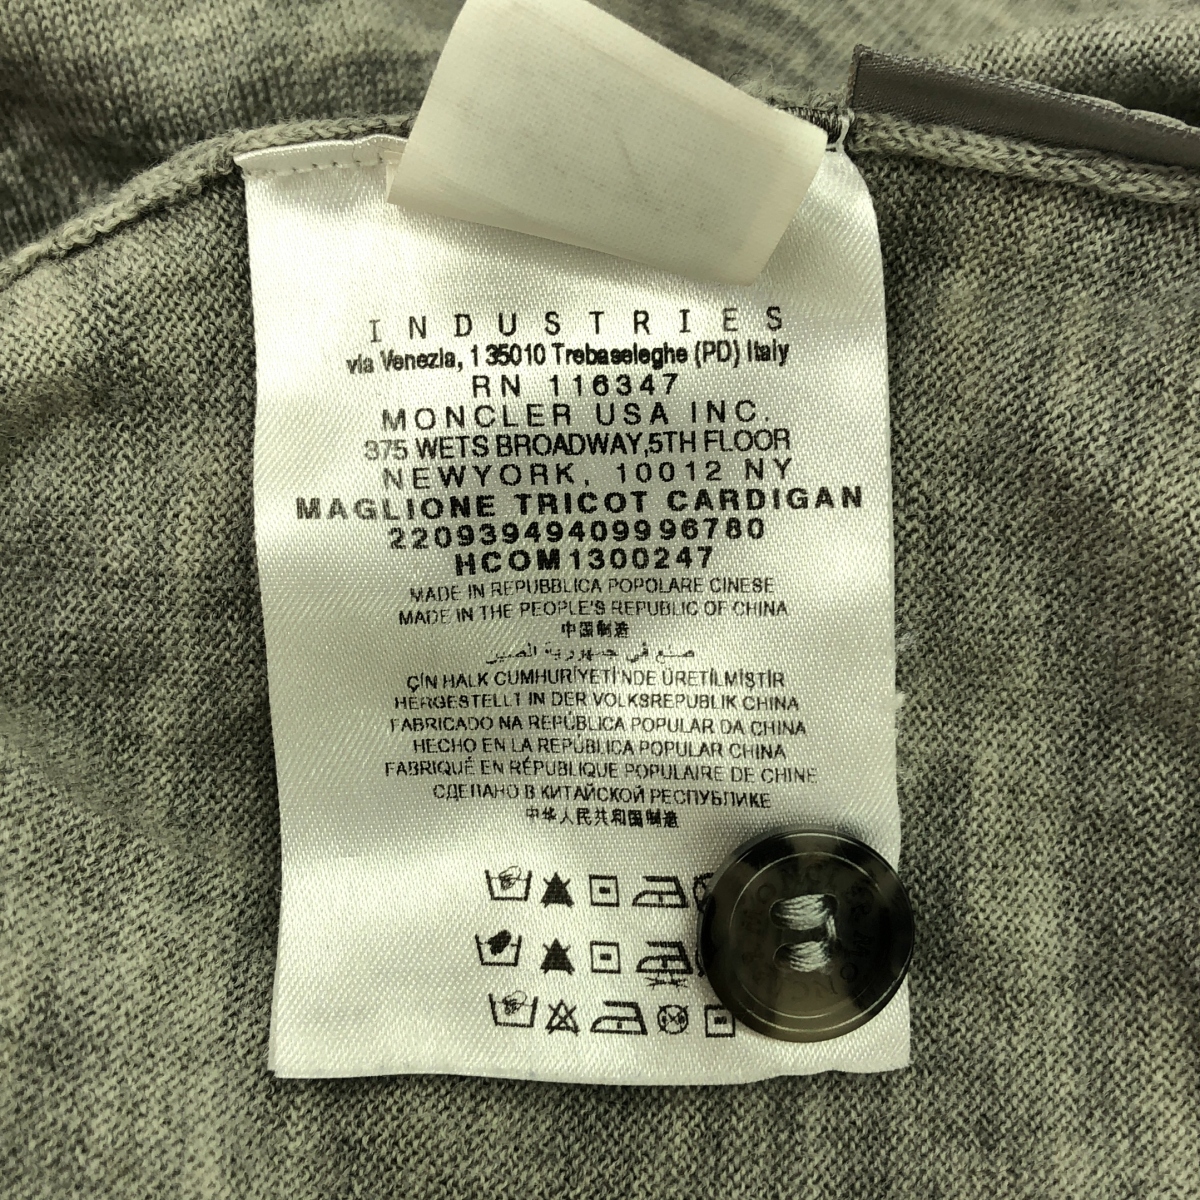 INDUSTRIES
via Venezia, 1 35010 Trebaseleghe (PD) Italy
RN 116347
MONCLER USA INC.
375 WETS BROADWAY,5TH FLOOR
NEWYORK, 10012 NY
MAGLIONE TRICOT CARDIGAN
22093949409996780
HCOM1300247
MADE IN REPUBBLICA POPOLARE CINESE
MADE IN THE PEOPLE'S REPUBLIC OF CHINA
中国制造
صنع في جمهورية الصين
ÇİN HALK CUMHURİYETİ'NDE ÜRETİLMİŞTİR
HERGESTELLT IN DER VOLKSREPUBLIK CHINA
FABRICADO NA REPÚBLICA POPULAR DA CHINA
HECHO EN LA REPÚBLICA POPULAR CHINA
FABRIQUÉ EN RÉPUBLIQUE POPULAIRE DE CHINE
СДЕЛАНО В КИТАЙСКОЙ РЕСПУБЛИКЕ
中华人民共和国制造
MONCLER